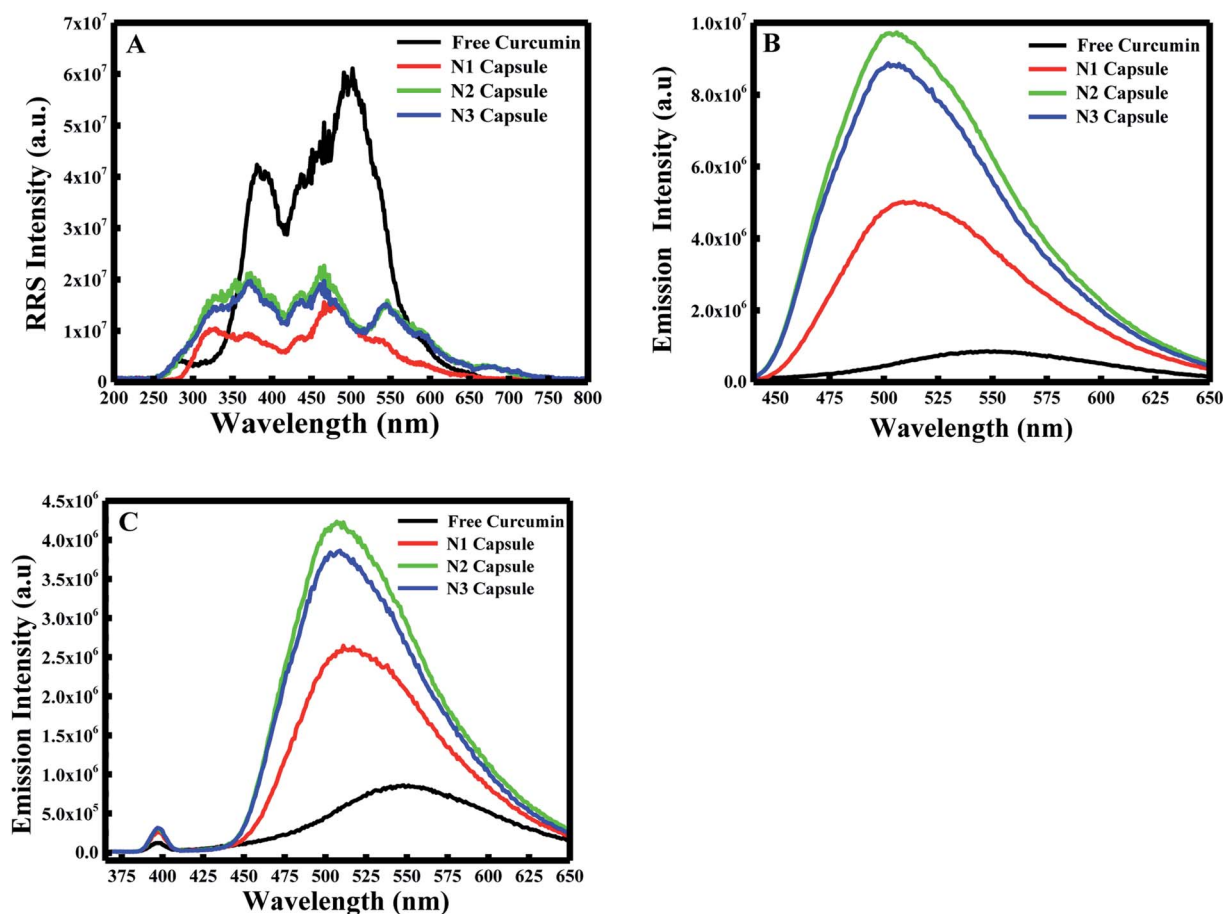 A
RRS Intensity (a.u.)
7x10⁷
6x10⁷
5x10⁷
4x10⁷
3x10⁷
2x10⁷
1x10⁷
0
Free Curcumin
N1 Capsule
N2 Capsule
N3 Capsule
200 250 300 350 400 450 500 550 600 650 700 750 800
Wavelength (nm)
B
Emission Intensity (a.u)
1.0x10⁷
8.0x10⁶
6.0x10⁶
4.0x10⁶
2.0x10⁶
0.0
Free Curcumin
N1 Capsule
N2 Capsule
N3 Capsule
450 475 500 525 550 575 600 625 650
Wavelength (nm)
C
Emission Intensity (a.u)
4.5x10⁶
4.0x10⁶
3.5x10⁶
3.0x10⁶
2.5x10⁶
2.0x10⁶
1.5x10⁶
1.0x10⁶
5.0x10⁵
0.0
Free Curcumin
N1 Capsule
N2 Capsule
N3 Capsule
375 400 425 450 475 500 525 550 575 600 625 650
Wavelength (nm)